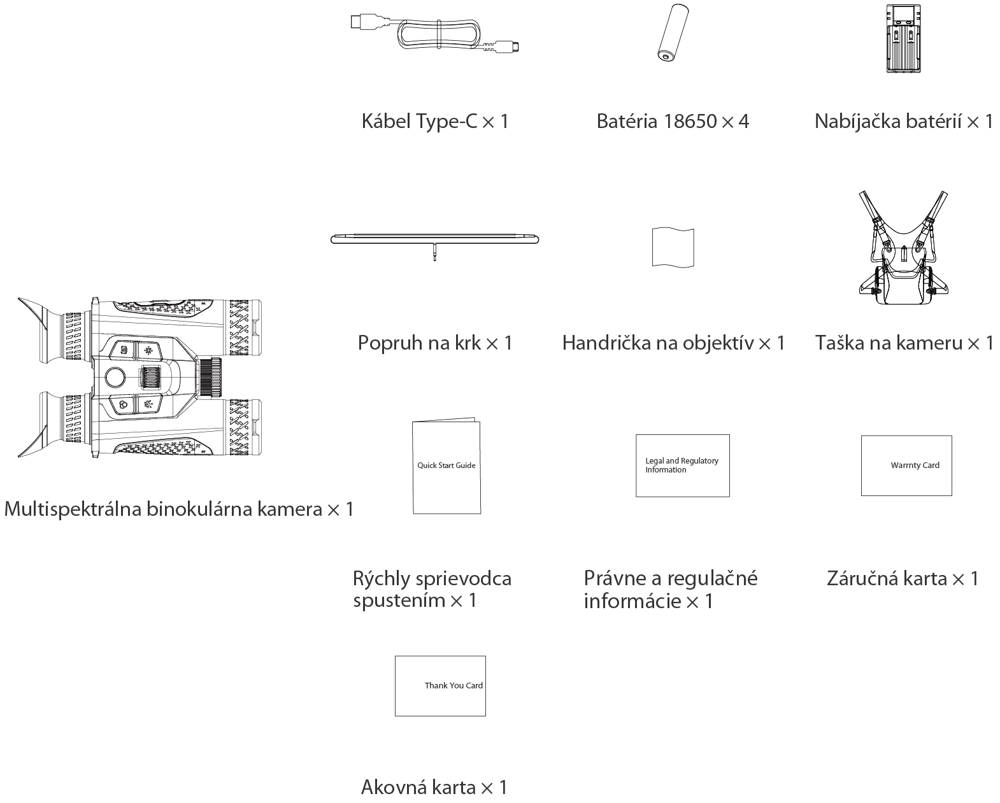 Kábel Type-C × 1
Batéria 18650 × 4
Nabíjačka batérií × 1
Popruh na krk × 1
Handrička na objektív × 1
Taška na kameru × 1
Multispektrálna binokulárna kamera × 1
Quick Start Guide
Legal and Regulatory
Information
Warrnty Card
Rýchly sprievodca
spustením × 1
Právne a regulačné
informácie × 1
Záručná karta × 1
Thank You Card
Akovná karta × 1